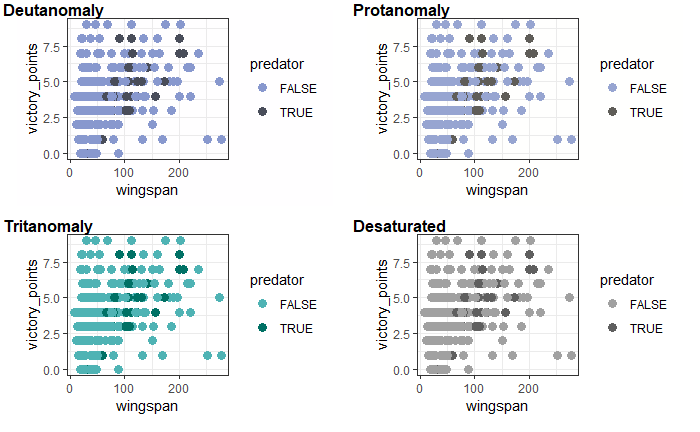 Deutanomaly
victory_points
7.5
5.0
2.5
0.0
0
100
200
wingspan
predator
FALSE
TRUE
Protanomaly
victory_points
7.5
5.0
2.5
0.0
0
100
200
wingspan
predator
FALSE
TRUE
Tritanomaly
victory_points
7.5
5.0
2.5
0.0
0
100
200
wingspan
predator
FALSE
TRUE
Desaturated
victory_points
7.5
5.0
2.5
0.0
0
100
200
wingspan
predator
FALSE
TRUE